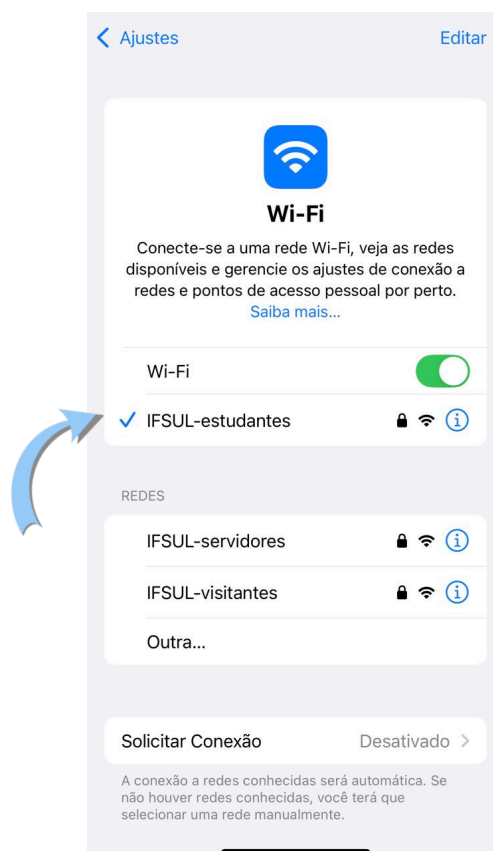 Ajustes Editar
Wi-Fi
Conecte-se a uma rede Wi-Fi, veja as redes
disponíveis e gerencie os ajustes de conexão a
redes e pontos de acesso pessoal por perto.
Saiba mais...
Wi-Fi
IFSUL-estudantes
REDES
IFSUL-servidores
IFSUL-visitantes
Outra...
Solicitar Conexão Desativado
A conexão a redes conhecidas será automática. Se
não houver redes conhecidas, você terá que
selecionar uma rede manualmente.